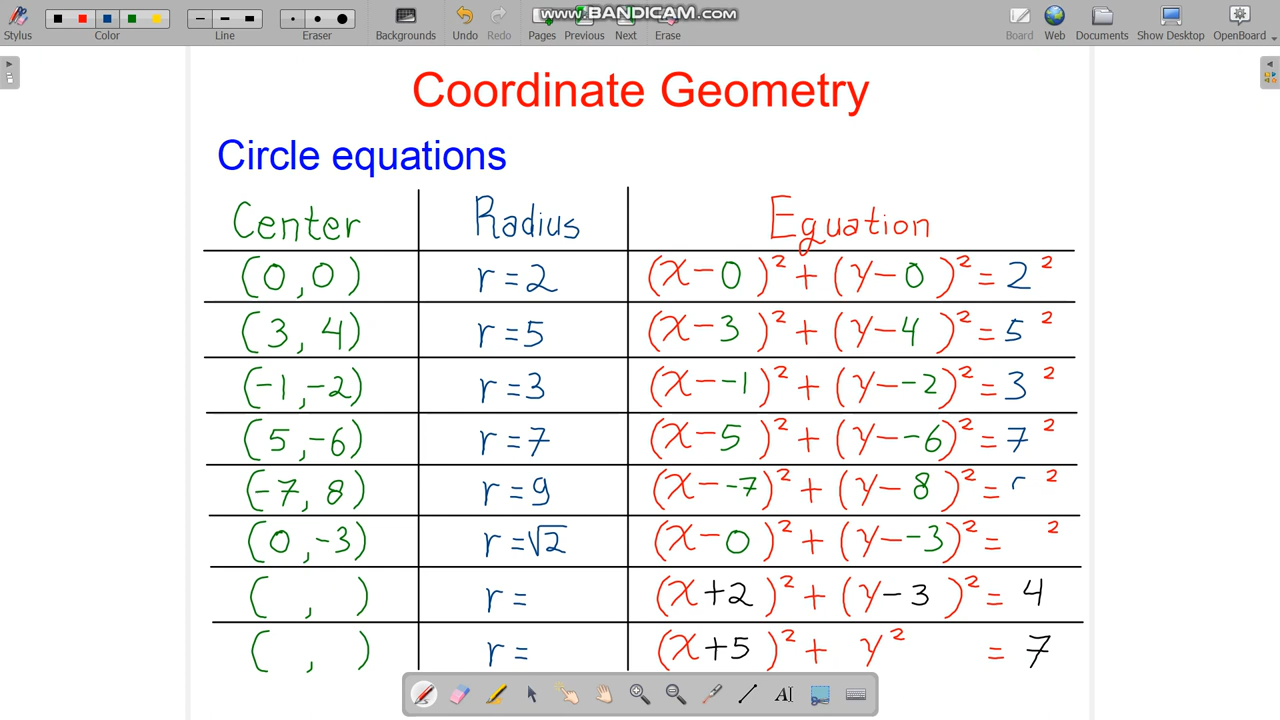 www.BANDICAM.com
Stylus Color Line Eraser Backgrounds Undo Redo Pages Previous Next Erase Board Web Documents Show Desktop OpenBoard
Coordinate Geometry
Circle equations
Center Radius Equation
(0, 0) r = 2 (x - 0)² + (y - 0)² = 2²
(3, 4) r = 5 (x - 3)² + (y - 4)² = 5²
(-1, -2) r = 3 (x - -1)² + (y - -2)² = 3²
(5, -6) r = 7 (x - 5)² + (y - -6)² = 7²
(-7, 8) r = 9 (x - -7)² + (y - 8)² = ²
(0, -3) r = √2 (x - 0)² + (y - -3)² = ²
( , ) r = (x + 2)² + (y - 3)² = 4
( , ) r = (x + 5)² + y² = 7
AI